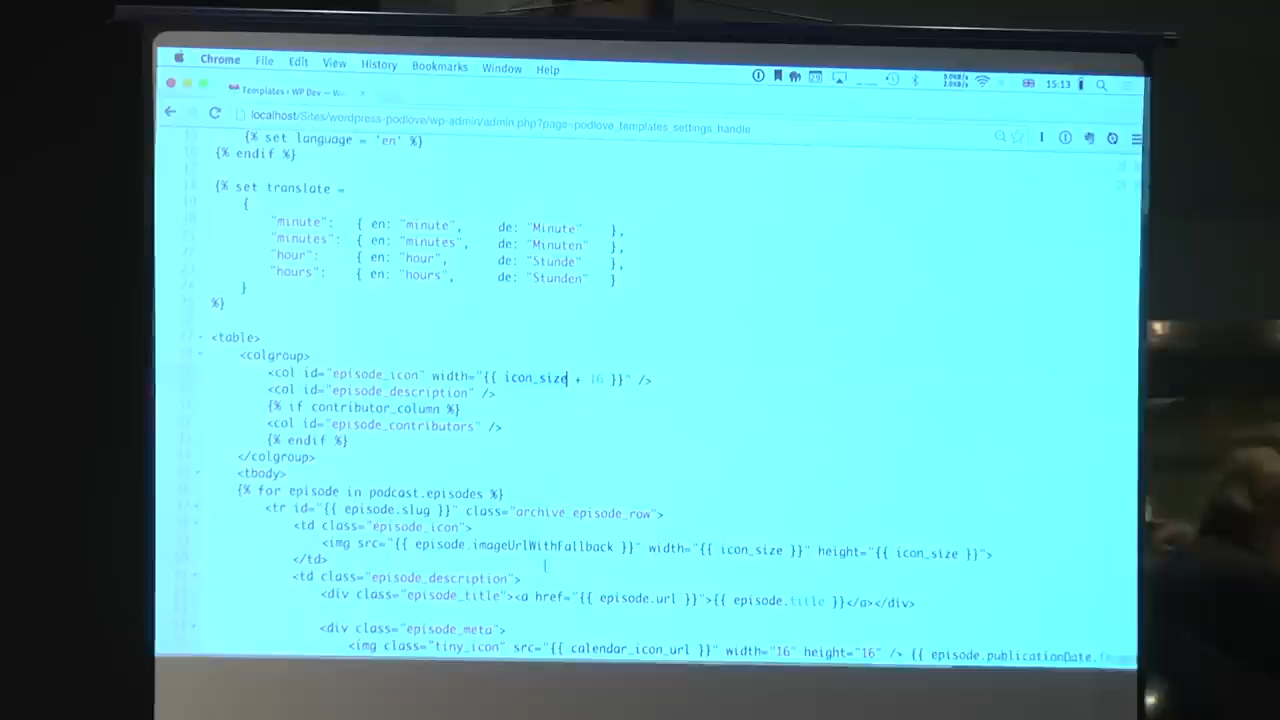 Chrome File Edit View History Bookmarks Window Help 15:13
Templates ‹ WP Dev —
localhost/Sites/wordpress-podlove/wp-admin/admin.php?page=podlove_templates_settings_handle
{% set language = 'en' %}
{% endif %}
{% set translate =
{
"minute": { en: "minute", de: "Minute" },
"minutes": { en: "minutes", de: "Minuten" },
"hour": { en: "hour", de: "Stunde" },
"hours": { en: "hours", de: "Stunden" }
}
%}
<table>
<colgroup>
<col id="episode_icon" width="{{ icon_size + 16 }}" />
<col id="episode_description" />
{% if contributor_column %}
<col id="episode_contributors" />
{% endif %}
</colgroup>
<tbody>
{% for episode in podcast.episodes %}
<tr id="{{ episode.slug }}" class="archive_episode_row">
<td class="episode_icon">
<img src="{{ episode.imageUrlWithFallback }}" width="{{ icon_size }}" height="{{ icon_size }}">
</td>
<td class="episode_description">
<div class="episode_title"><a href="{{ episode.url }}">{{ episode.title }}</a></div>
<div class="episode_meta">
<img class="tiny_icon" src="{{ calendar_icon_url }}" width="16" height="16" /> {{ episode.publicationDate.